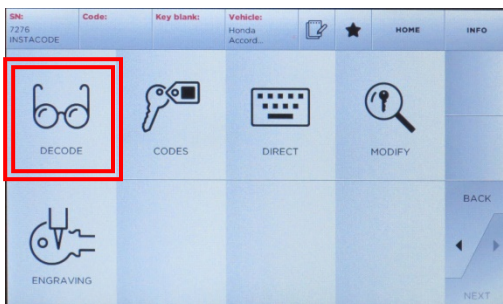 SN:
7276
INSTACODE
Code:
Key blank:
Vehicle:
Honda
Accord...
HOME
INFO
DECODE
CODES
DIRECT
MODIFY
BACK
ENGRAVING
NEXT